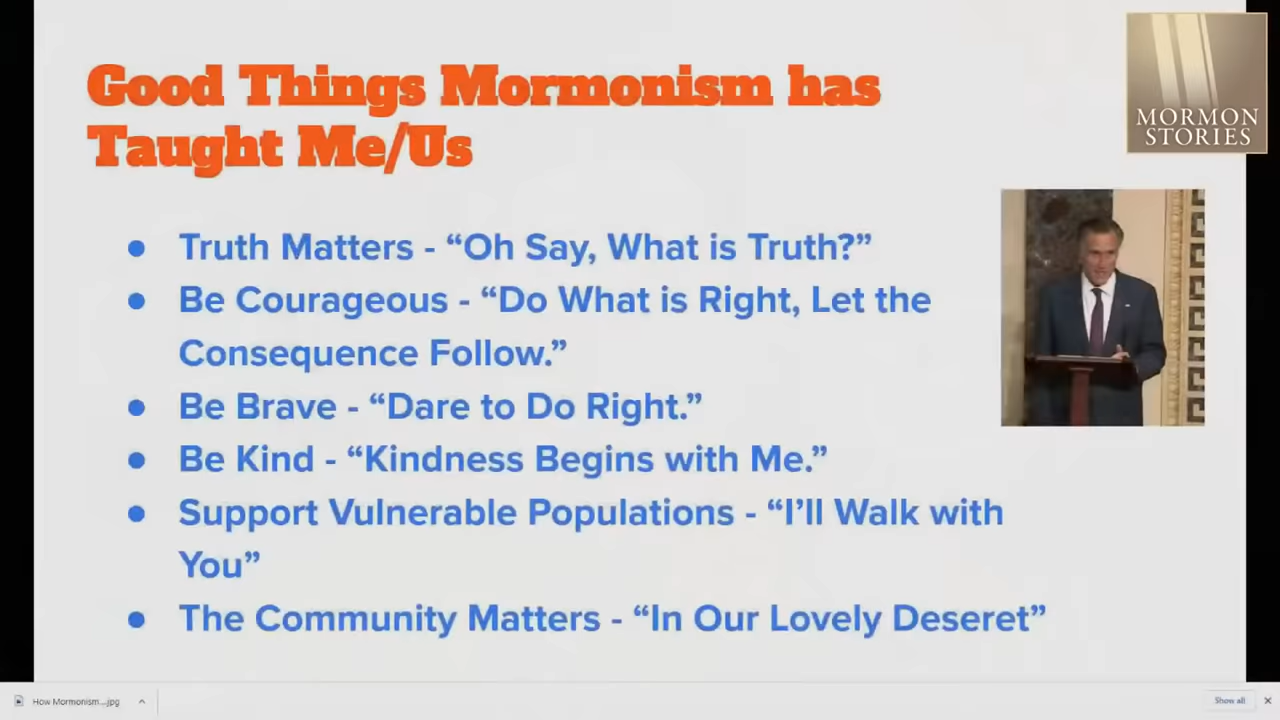 Good Things Mormonism has
Taught Me/Us
MORMON
STORIES
● Truth Matters - “Oh Say, What is Truth?”
● Be Courageous - “Do What is Right, Let the
Consequence Follow.”
● Be Brave - “Dare to Do Right.”
● Be Kind - “Kindness Begins with Me.”
● Support Vulnerable Populations - “I’ll Walk with
You”
● The Community Matters - “In Our Lovely Deseret”
How Mormonism...jpg
Show all